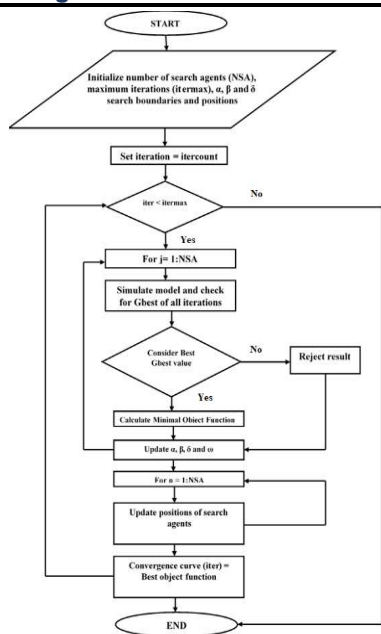 START
Initialize number of search agents (NSA),
maximum iterations (itermax), α, β and δ
search boundaries and positions
Set iteration = itercount
iter < itermax
No
Yes
For j= 1:NSA
Simulate model and check
for Gbest of all iterations
Consider Best
Gbest value
No
Reject result
Yes
Calculate Minimal Object Function
Update α, β, δ and ω
For n = 1:NSA
Update positions of search
agents
Convergence curve (iter) =
Best object function
END